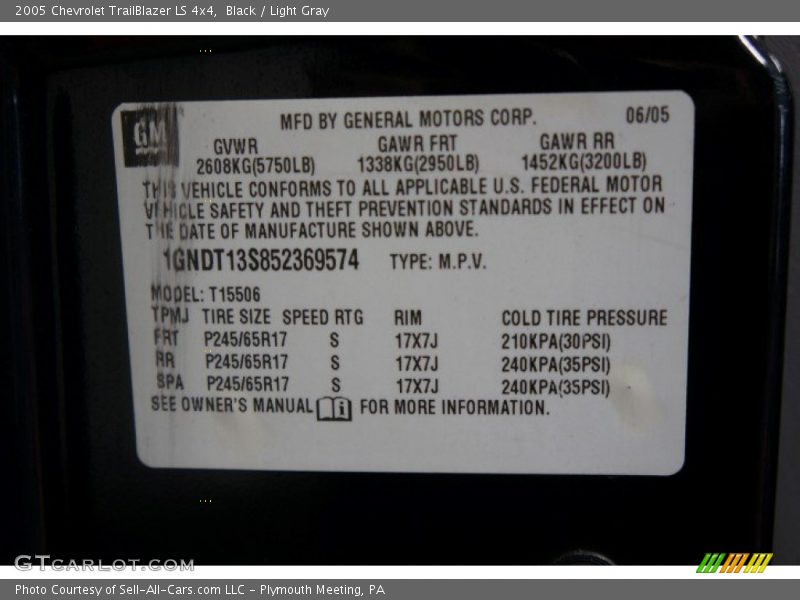 2005 Chevrolet TrailBlazer LS 4x4,  Black / Light Gray
GM
MFD BY GENERAL MOTORS CORP. 06/05
GVWR GAWR FRT GAWR RR
2608KG(5750LB) 1338KG(2950LB) 1452KG(3200LB)
THIS VEHICLE CONFORMS TO ALL APPLICABLE U.S. FEDERAL MOTOR
VEHICLE SAFETY AND THEFT PREVENTION STANDARDS IN EFFECT ON
THE DATE OF MANUFACTURE SHOWN ABOVE.
1GNDT13S852369574 TYPE: M.P.V.
MODEL: T15506
TPMJ TIRE SIZE SPEED RTG RIM COLD TIRE PRESSURE
FRT P245/65R17 S 17X7J 210KPA(30PSI)
RR P245/65R17 S 17X7J 240KPA(35PSI)
SPA P245/65R17 S 17X7J 240KPA(35PSI)
SEE OWNER'S MANUAL i FOR MORE INFORMATION.
GTCarLot.com
Photo Courtesy of Sell-All-Cars.com LLC - Plymouth Meeting, PA